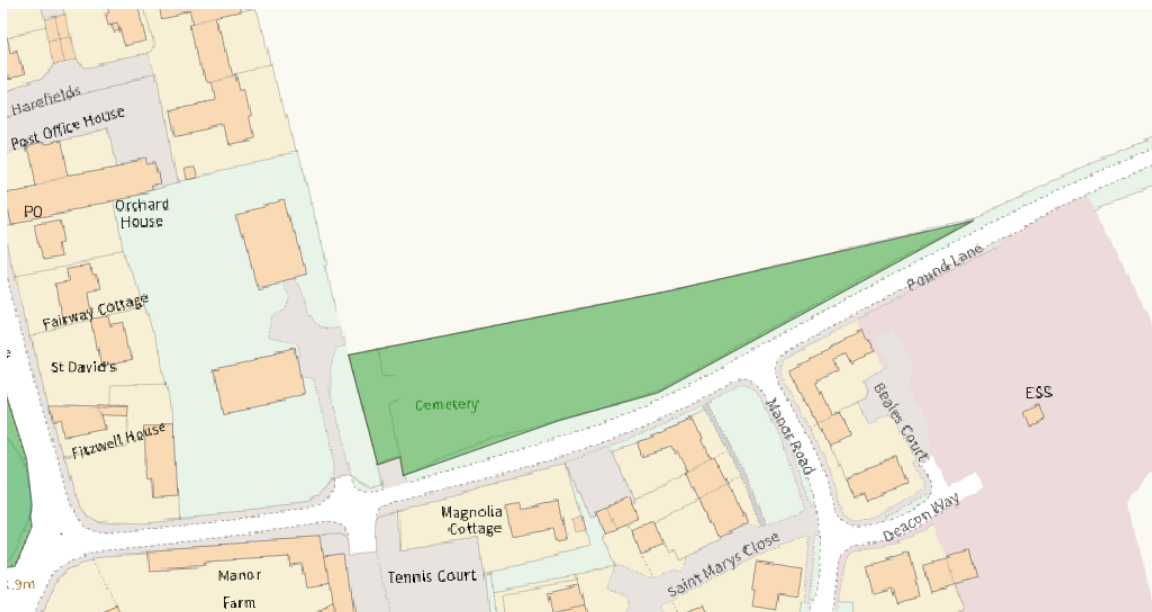 Harefields
Post Office House
PO
Orchard
House
Fairway Cottage
St David's
Fitzwell House
Cemetery
Pound Lane
ESS
Beales Court
Manor Road
Deacon Way
Magnolia
Cottage
Saint Marys Close
Tennis Court
Manor
Farm
.9m